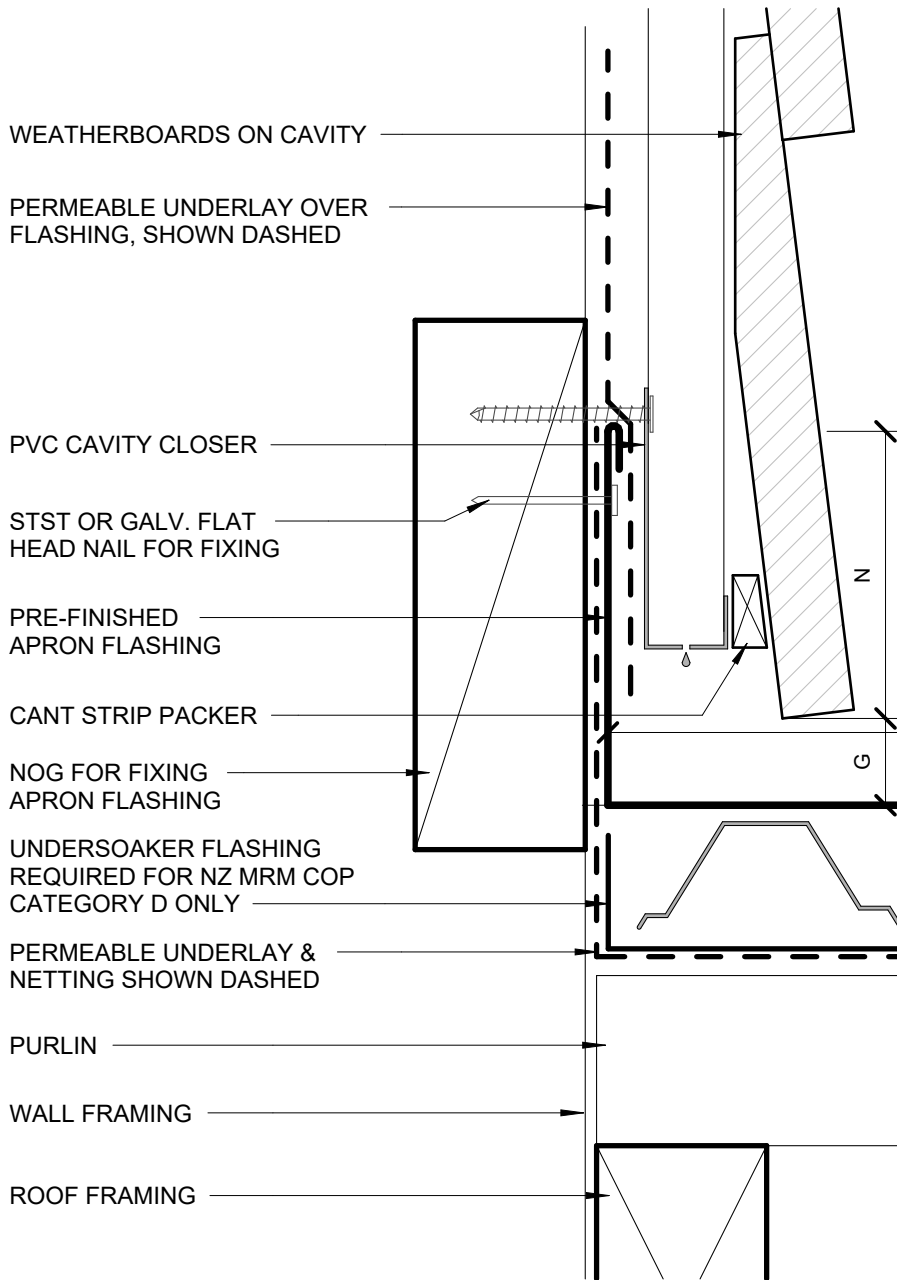 WEATHERBOARDS ON CAVITY
PERMEABLE UNDERLAY OVER
FLASHING, SHOWN DASHED
PVC CAVITY CLOSER
STST OR GALV. FLAT
HEAD NAIL FOR FIXING
PRE-FINISHED
APRON FLASHING
CANT STRIP PACKER
NOG FOR FIXING
APRON FLASHING
UNDERSOAKER FLASHING
REQUIRED FOR NZ MRM COP
CATEGORY D ONLY
PERMEABLE UNDERLAY &
NETTING SHOWN DASHED
PURLIN
WALL FRAMING
ROOF FRAMING
N
G